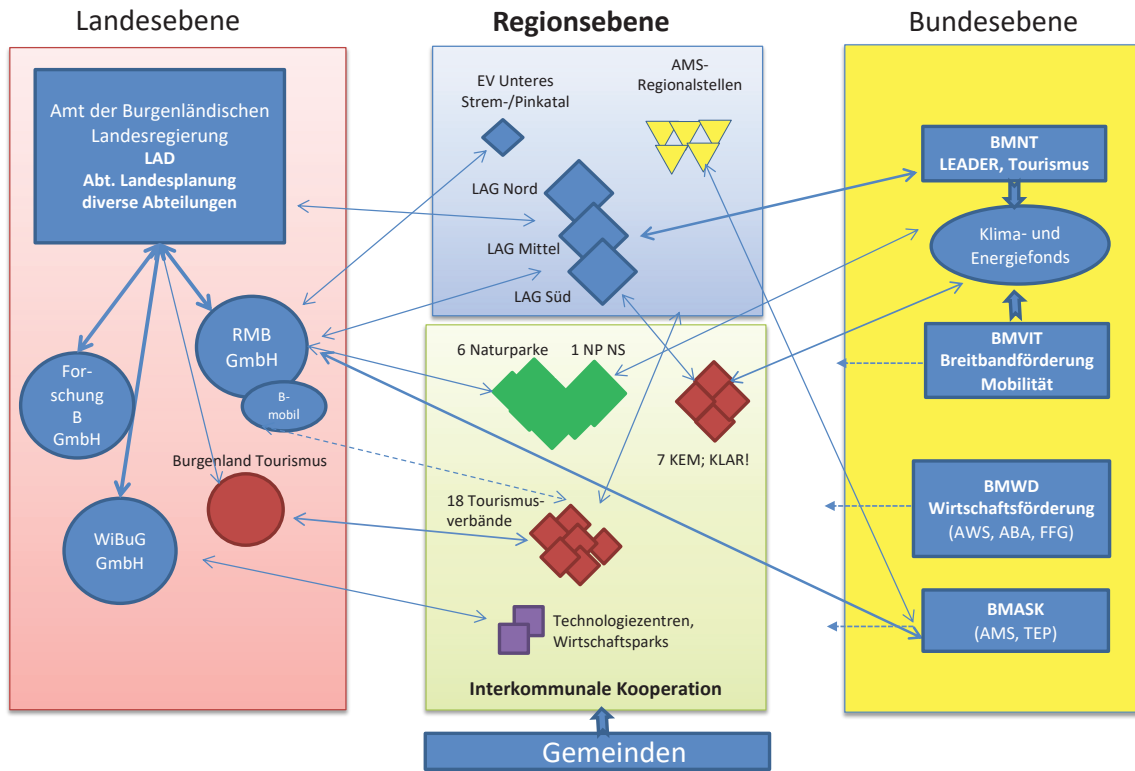 Landesebene
Regionsebene
Bundesebene
Amt der Burgenländischen
Landesregierung
LAD
Abt. Landesplanung
diverse Abteilungen
RMB
GmbH
B-
mobil
For-
schung
B
GmbH
Burgenland Tourismus
WiBuG
GmbH
EV Unteres
Strem-/Pinkatal
AMS-
Regionalstellen
LAG Nord
LAG Mittel
LAG Süd
6 Naturparke
1 NP NS
7 KEM; KLAR!
18 Tourismus-
verbände
Technologiezentren,
Wirtschaftsparks
Interkommunale Kooperation
Gemeinden
BMNT
LEADER, Tourismus
Klima- und
Energiefonds
BMVIT
Breitbandförderung
Mobilität
BMWD
Wirtschaftsförderung
(AWS, ABA, FFG)
BMASK
(AMS, TEP)